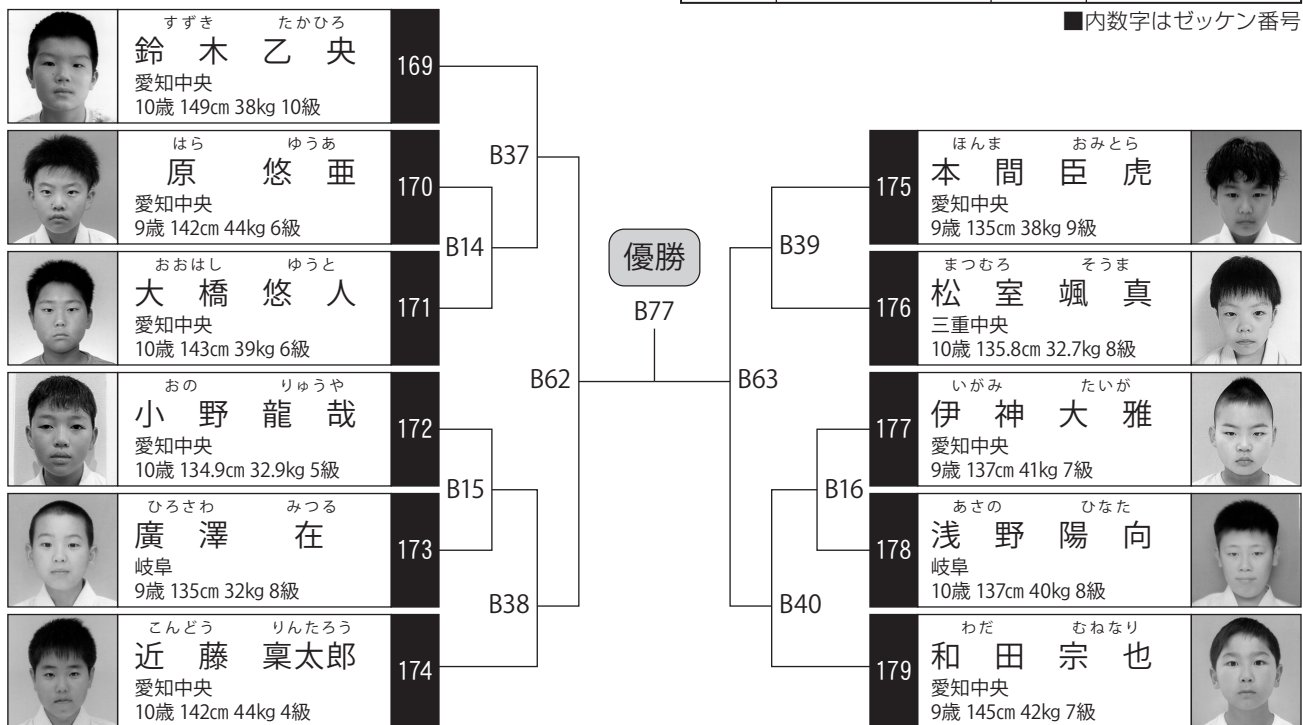 ■内数字はゼッケン番号
すずき たかひろ
鈴木 乙央
愛知中央
10歳 149cm 38kg 10級
169
はら ゆうあ
原 悠亜
愛知中央
9歳 142cm 44kg 6級
170
おおはし ゆうと
大橋 悠人
愛知中央
10歳 143cm 39kg 6級
171
おの りゅうや
小野 龍哉
愛知中央
10歳 134.9cm 32.9kg 5級
172
ひろさわ みつる
廣澤 在
岐阜
9歳 135cm 32kg 8級
173
こんどう りんたろう
近藤 稟太郎
愛知中央
10歳 142cm 44kg 4級
174
B37
B14
B62
B15
B38
優勝
B77
B39
B63
B16
B40
175
ほんま おみとら
本間 臣虎
愛知中央
9歳 135cm 38kg 9級
176
まつむろ そうま
松室 颯真
三重中央
10歳 135.8cm 32.7kg 8級
177
いがみ たいが
伊神 大雅
愛知中央
9歳 137cm 41kg 7級
178
あさの ひなた
浅野 陽向
岐阜
10歳 137cm 40kg 8級
179
わだ むねなり
和田 宗也
愛知中央
9歳 145cm 42kg 7級